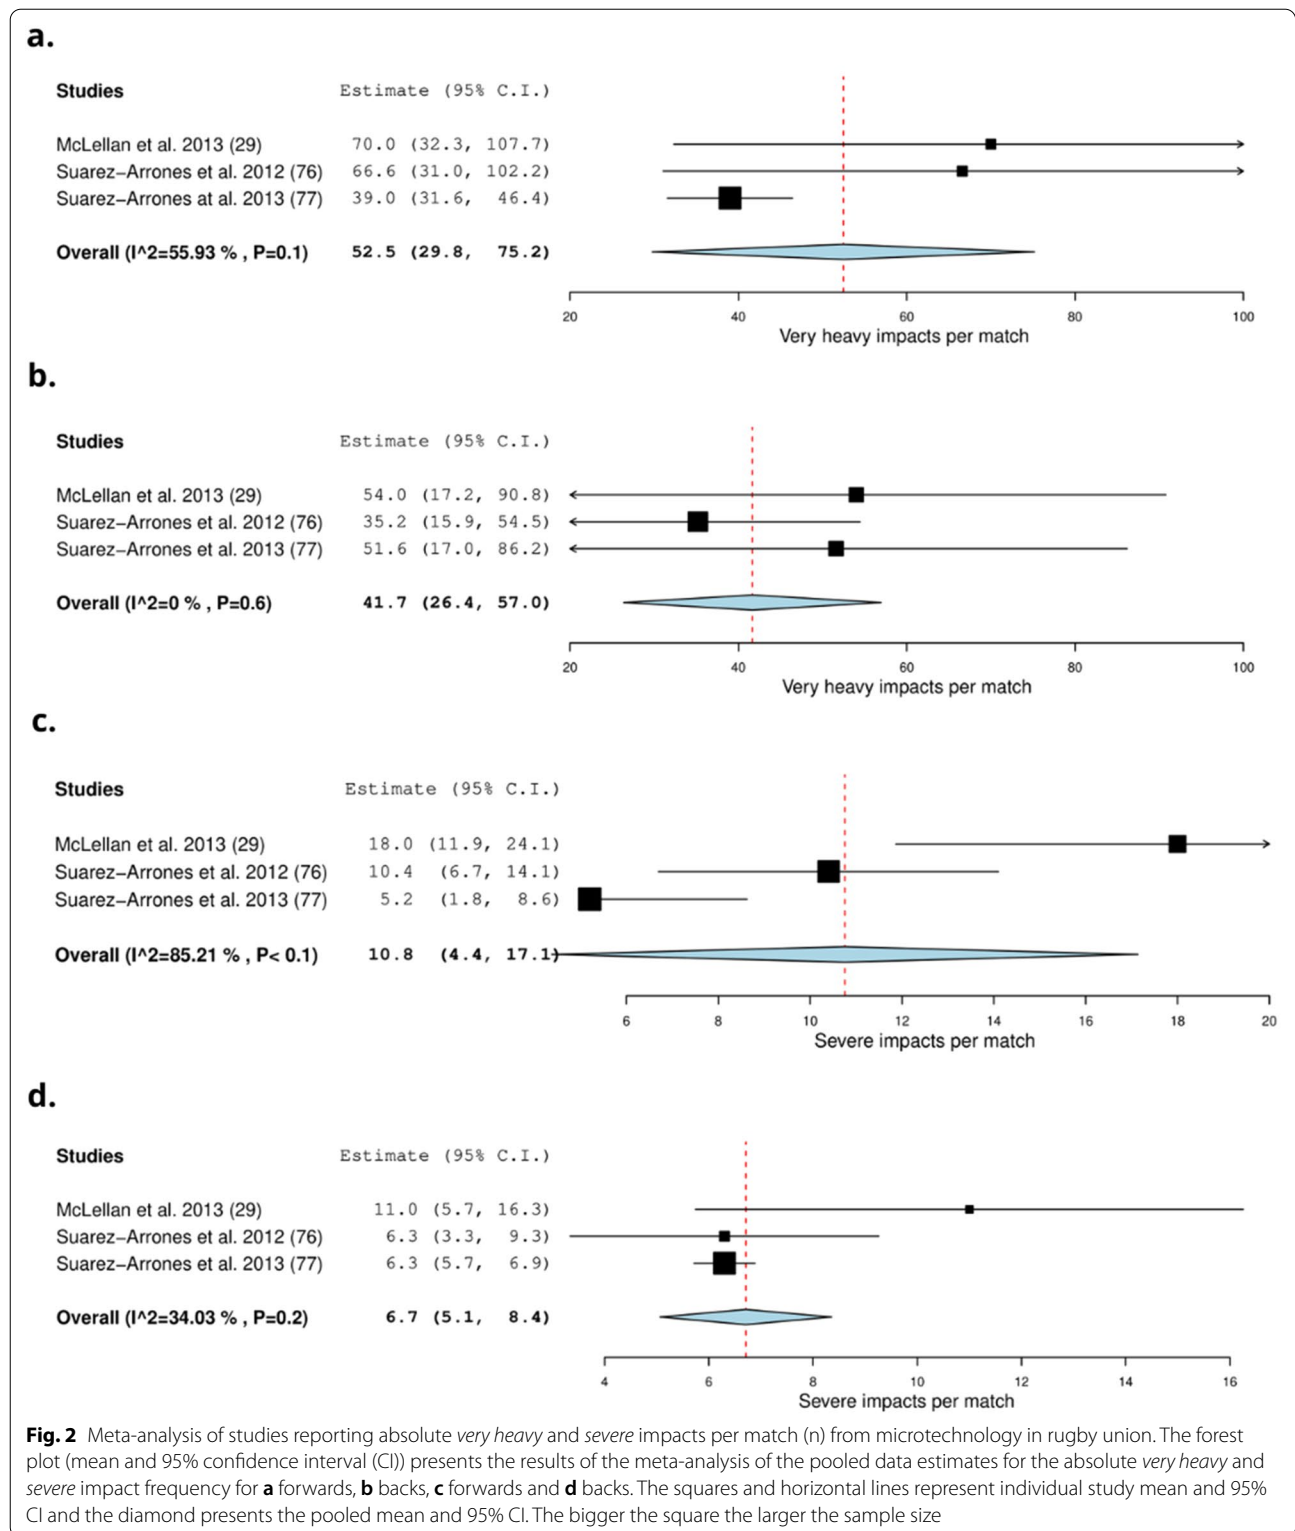 a.
Studies Estimate (95% C.I.)
McLellan et al. 2013 (29) 70.0 (32.3, 107.7)
Suarez−Arrones et al. 2012 (76) 66.6 (31.0, 102.2)
Suarez−Arrones at al. 2013 (77) 39.0 (31.6, 46.4)
Overall (I^2=55.93 % , P=0.1) 52.5 (29.8, 75.2)
20 40 60 80 100
Very heavy impacts per match
b.
Studies Estimate (95% C.I.)
McLellan et al. 2013 (29) 54.0 (17.2, 90.8)
Suarez−Arrones et al. 2012 (76) 35.2 (15.9, 54.5)
Suarez−Arrones et al. 2013 (77) 51.6 (17.0, 86.2)
Overall (I^2=0 % , P=0.6) 41.7 (26.4, 57.0)
20 40 60 80 100
Very heavy impacts per match
c.
Studies Estimate (95% C.I.)
McLellan et al. 2013 (29) 18.0 (11.9, 24.1)
Suarez−Arrones et al. 2012 (76) 10.4 (6.7, 14.1)
Suarez−Arrones et al. 2013 (77) 5.2 (1.8, 8.6)
Overall (I^2=85.21 % , P< 0.1) 10.8 (4.4, 17.1)
6 8 10 12 14 16 18 20
Severe impacts per match
d.
Studies Estimate (95% C.I.)
McLellan et al. 2013 (29) 11.0 (5.7, 16.3)
Suarez−Arrones et al. 2012 (76) 6.3 (3.3, 9.3)
Suarez−Arrones et al. 2013 (77) 6.3 (5.7, 6.9)
Overall (I^2=34.03 % , P=0.2) 6.7 (5.1, 8.4)
4 6 8 10 12 14 16
Severe impacts per match
Fig. 2 Meta-analysis of studies reporting absolute very heavy and severe impacts per match (n) from microtechnology in rugby union. The forest
plot (mean and 95% confidence interval (CI)) presents the results of the meta-analysis of the pooled data estimates for the absolute very heavy and
severe impact frequency for a forwards, b backs, c forwards and d backs. The squares and horizontal lines represent individual study mean and 95%
CI and the diamond presents the pooled mean and 95% CI. The bigger the square the larger the sample size